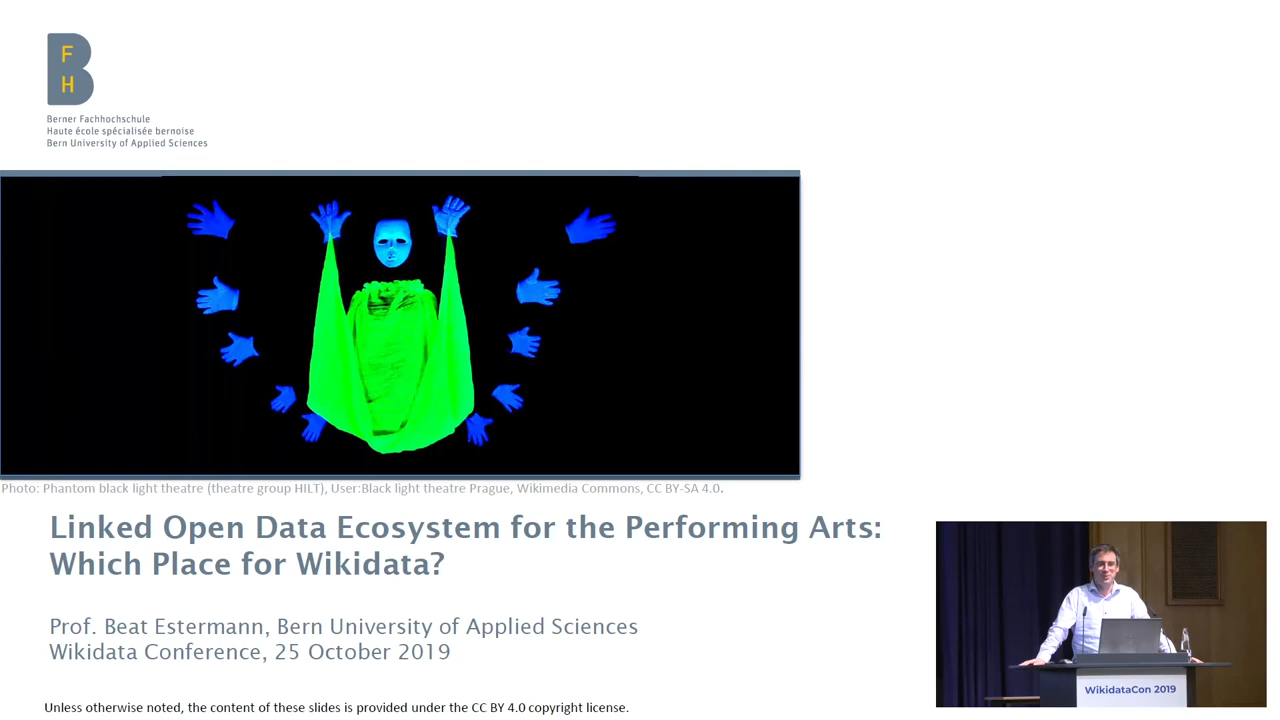 F
H
Berner Fachhochschule
Haute école spécialisée bernoise
Bern University of Applied Sciences
Photo: Phantom black light theatre (theatre group HILT), User:Black light theatre Prague, Wikimedia Commons, CC BY-SA 4.0.
Linked Open Data Ecosystem for the Performing Arts:
Which Place for Wikidata?
Prof. Beat Estermann, Bern University of Applied Sciences
Wikidata Conference, 25 October 2019
WikidataCon 2019
Unless otherwise noted, the content of these slides is provided under the CC BY 4.0 copyright license.